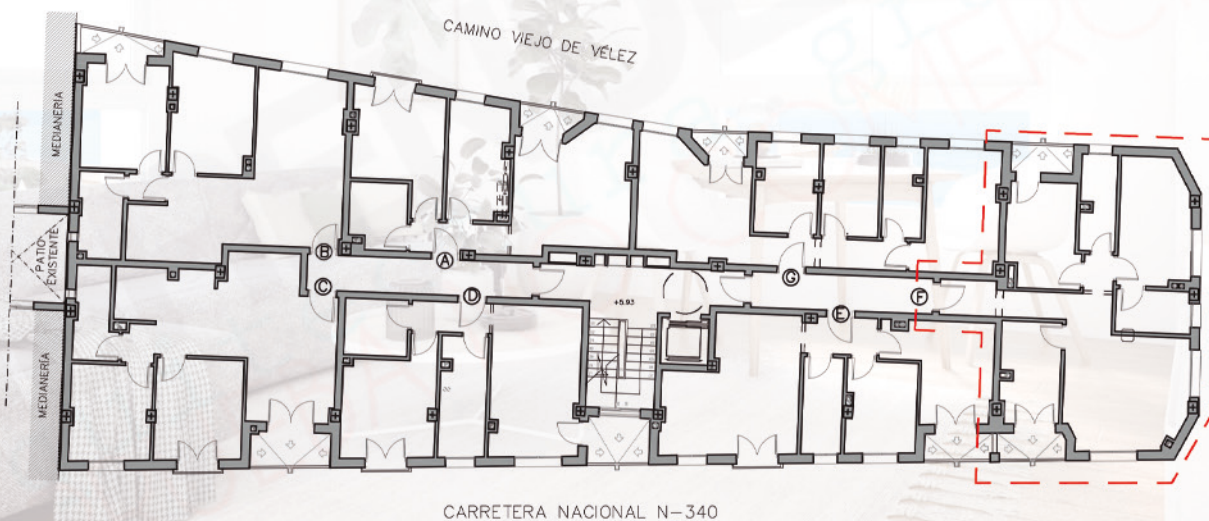 CAMINO VIEJO DE VÉLEZ
MEDIANERÍA
PATIO
EXISTENTE
B
A
C
D
G
F
E
+5.93
MEDIANERÍA
CARRETERA NACIONAL N-340